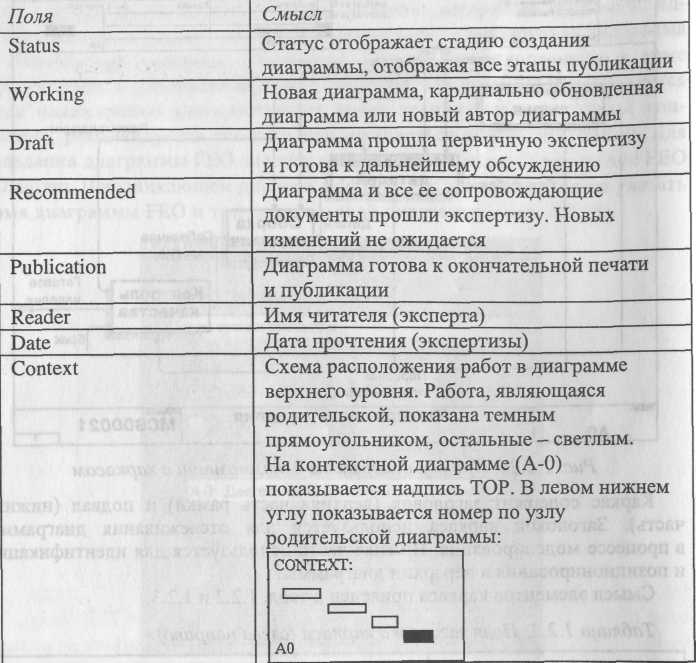 Поля Смысл
Status Статус отображает стадию создания
диаграммы, отображая все этапы публикации
Working Новая диаграмма, кардинально обновленная
диаграмма или новый автор диаграммы
Draft Диаграмма прошла первичную экспертизу
и готова к дальнейшему обсуждению
Recommended Диаграмма и все ее сопровождающие
документы прошли экспертизу. Новых
изменений не ожидается
Publication Диаграмма готова к окончательной печати
и публикации
Reader Имя читателя (эксперта)
Date Дата прочтения (экспертизы)
Context Схема расположения работ в диаграмме
верхнего уровня. Работа, являющаяся
родительской, показана темным
прямоугольником, остальные – светлым.
На контекстной диаграмме (А-0)
показывается надпись TOP. В левом нижнем
углу показывается номер по узлу
родительской диаграммы:
CONTEXT:
A0